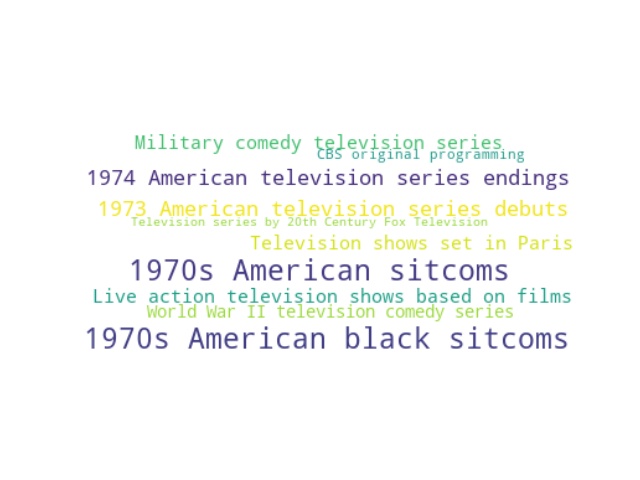 Military comedy television series
CBS original programming
1974 American television series endings
1973 American television series debuts
Television series by 20th Century Fox Television
Television shows set in Paris
1970s American sitcoms
Live action television shows based on films
World War II television comedy series
1970s American black sitcoms